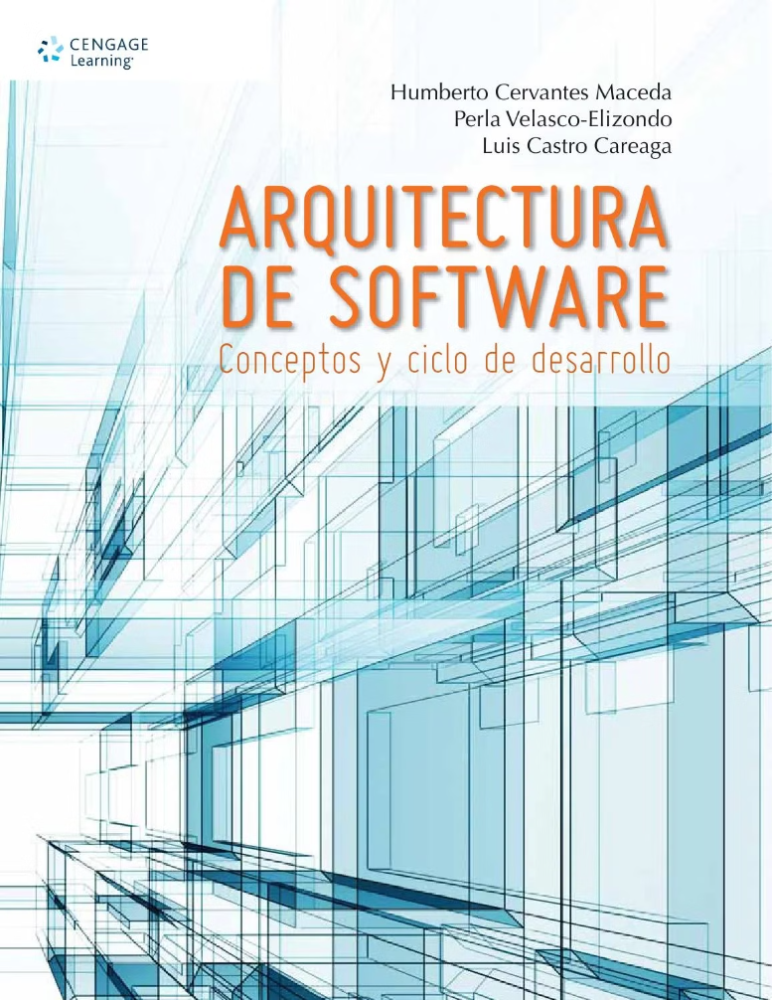 CENGAGE
Learning
Humberto Cervantes Maceda
Perla Velasco-Elizondo
Luis Castro Careaga
ARQUITECTURA
DE SOFTWARE
Conceptos y ciclo de desarrollo